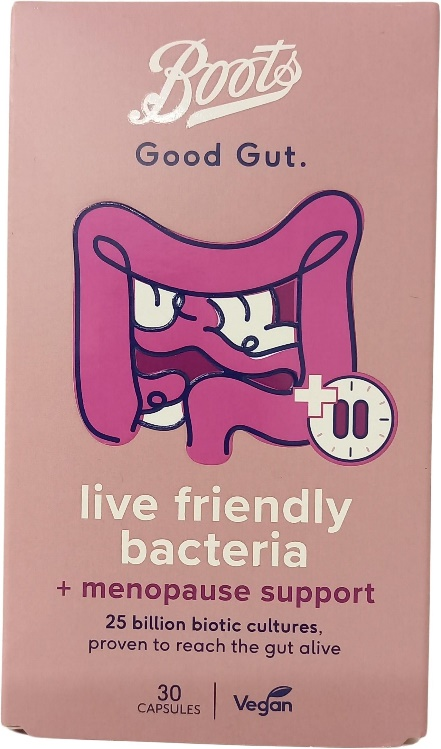 Boots
Good Gut.
live friendly
bacteria
+ menopause support
25 billion biotic cultures,
proven to reach the gut alive
30
CAPSULES
Vegan